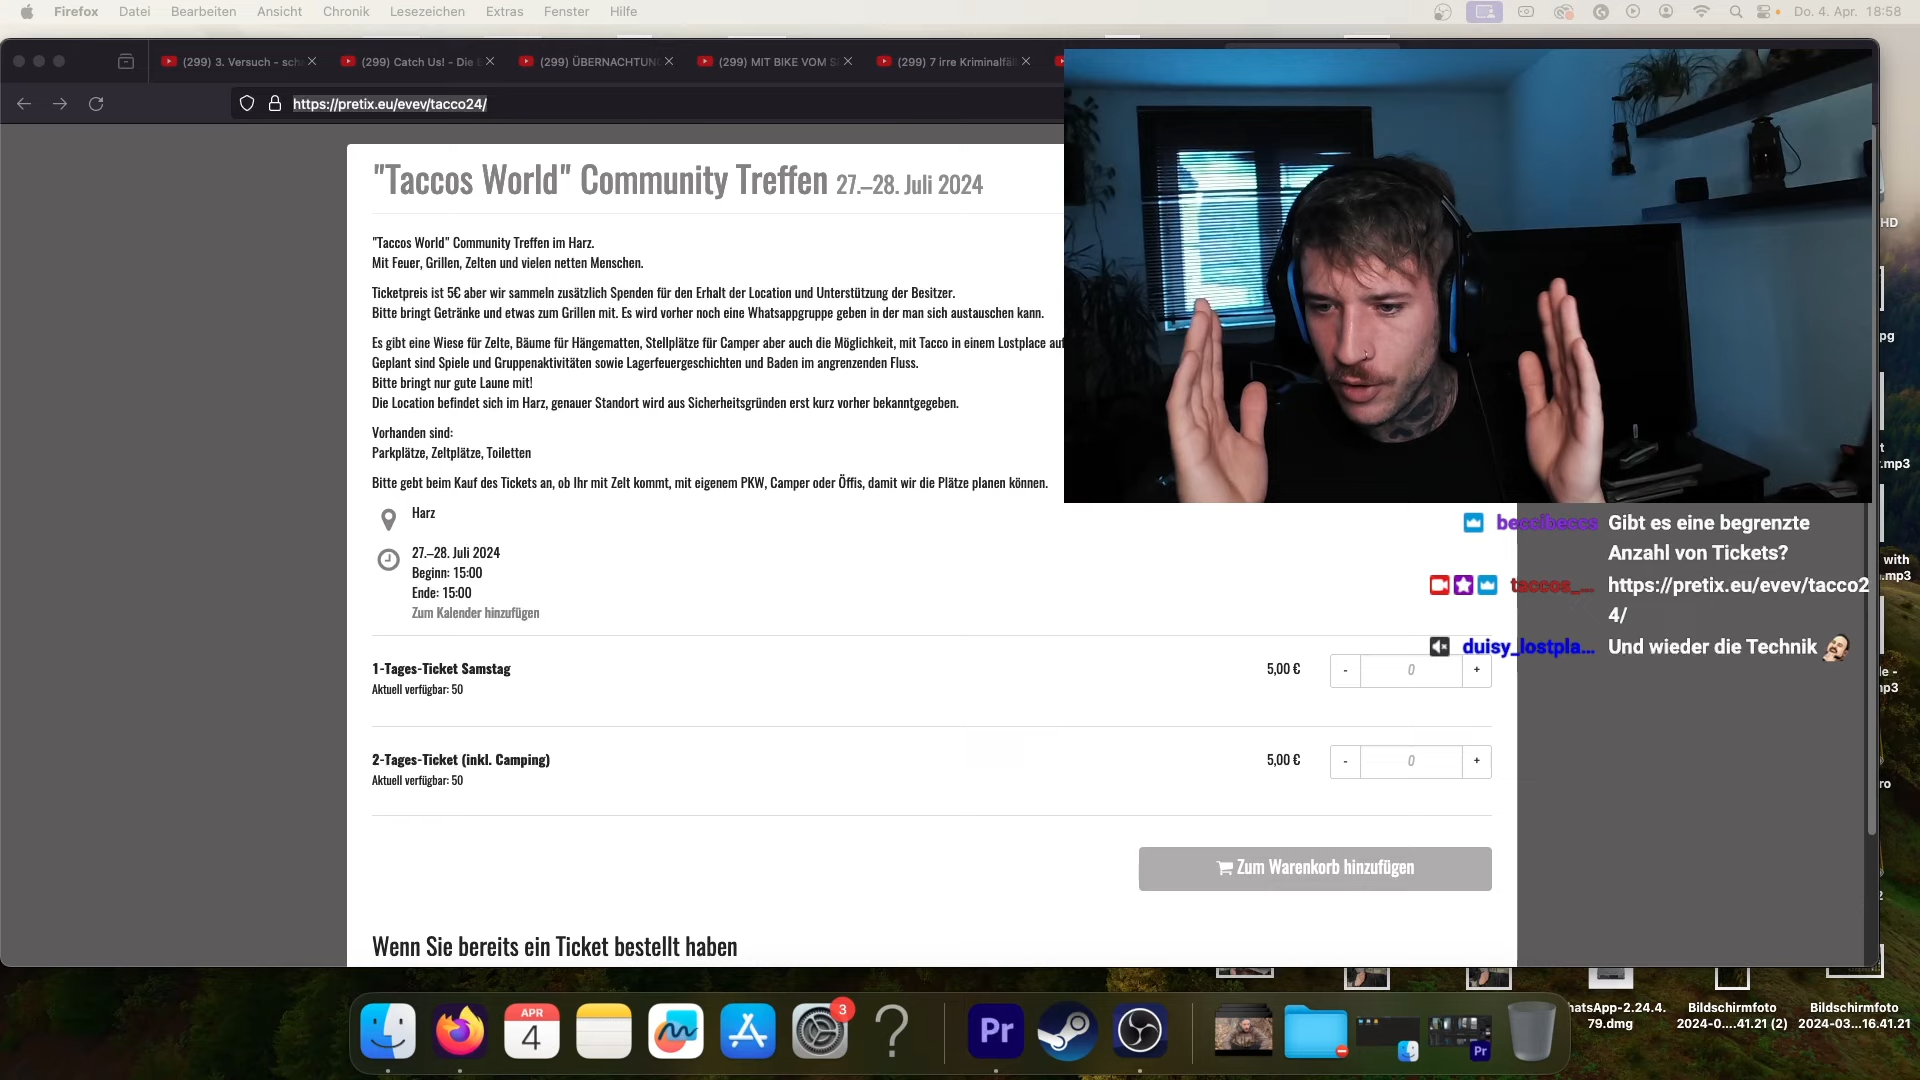 Firefox Datei Bearbeiten Ansicht Chronik Lesezeichen Extras Fenster Hilfe
Do. 4. Apr. 18:58
(299) 3. Versuch - sch
(299) Catch Us! - Die
(299) ÜBERNACHTUN
(299) MIT BIKE VOM S
(299) 7 irre Kriminalfäl
https://pretix.eu/evev/tacco24/
"Taccos World" Community Treffen 27.–28. Juli 2024
"Taccos World" Community Treffen im Harz.
Mit Feuer, Grillen, Zelten und vielen netten Menschen.
Ticketpreis ist 5€ aber wir sammeln zusätzlich Spenden für den Erhalt der Location und Unterstützung der Besitzer.
Bitte bringt Getränke und etwas zum Grillen mit. Es wird vorher noch eine Whatsappgruppe geben in der man sich austauschen kann.
Es gibt eine Wiese für Zelte, Bäume für Hängematten, Stellplätze für Camper aber auch die Möglichkeit, mit Tacco in einem Lostplace auf
Geplant sind Spiele und Gruppenaktivitäten sowie Lagerfeuergeschichten und Baden im angrenzenden Fluss.
Bitte bringt nur gute Laune mit!
Die Location befindet sich im Harz, genauer Standort wird aus Sicherheitsgründen erst kurz vorher bekanntgegeben.
Vorhanden sind:
Parkplätze, Zeltplätze, Toiletten
Bitte gebt beim Kauf des Tickets an, ob Ihr mit Zelt kommt, mit eigenem PKW, Camper oder Öffis, damit wir die Plätze planen können.
Harz
27.–28. Juli 2024
Beginn: 15:00
Ende: 15:00
Zum Kalender hinzufügen
beccibeccs Gibt es eine begrenzte
Anzahl von Tickets?
taccos_... https://pretix.eu/evev/tacco2
4/
duisy_lostpla... Und wieder die Technik
1-Tages-Ticket Samstag 5,00 € - 0 +
Aktuell verfügbar: 50
2-Tages-Ticket (inkl. Camping) 5,00 € - 0 +
Aktuell verfügbar: 50
Zum Warenkorb hinzufügen
Wenn Sie bereits ein Ticket bestellt haben
HD
pg
.mp3
with
.mp3
APR
4
3
?
Pr
Pr
hatsApp-2.24.4.
79.dmg
Bildschirmfoto
2024-0....41.21 (2)
Bildschirmfoto
2024-03...16.41.21